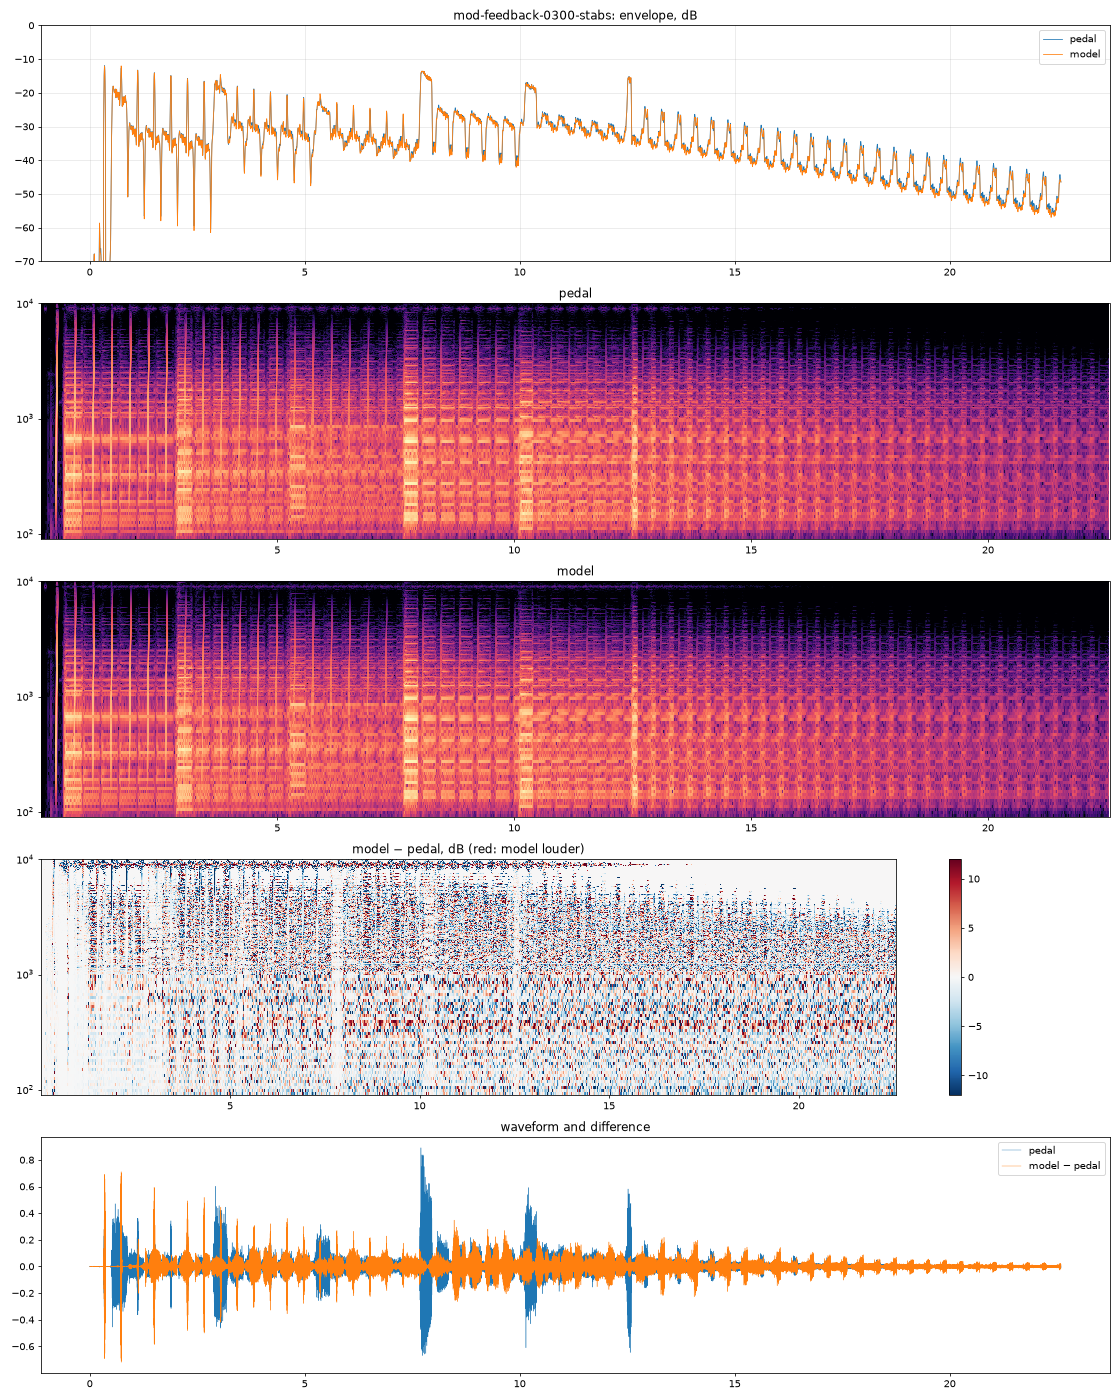 mod-feedback-0300-stabs: envelope, dB
0
−10
−20
−30
−40
−50
−60
−70
pedal
model
0 5 10 15 20
pedal
10⁴
10³
10²
5 10 15 20
model
10⁴
10³
10²
5 10 15 20
model − pedal, dB (red: model louder)
10⁴
10³
10²
5 10 15 20
10
5
0
−5
−10
waveform and difference
0.8
0.6
0.4
0.2
0.0
−0.2
−0.4
−0.6
pedal
model − pedal
0 5 10 15 20